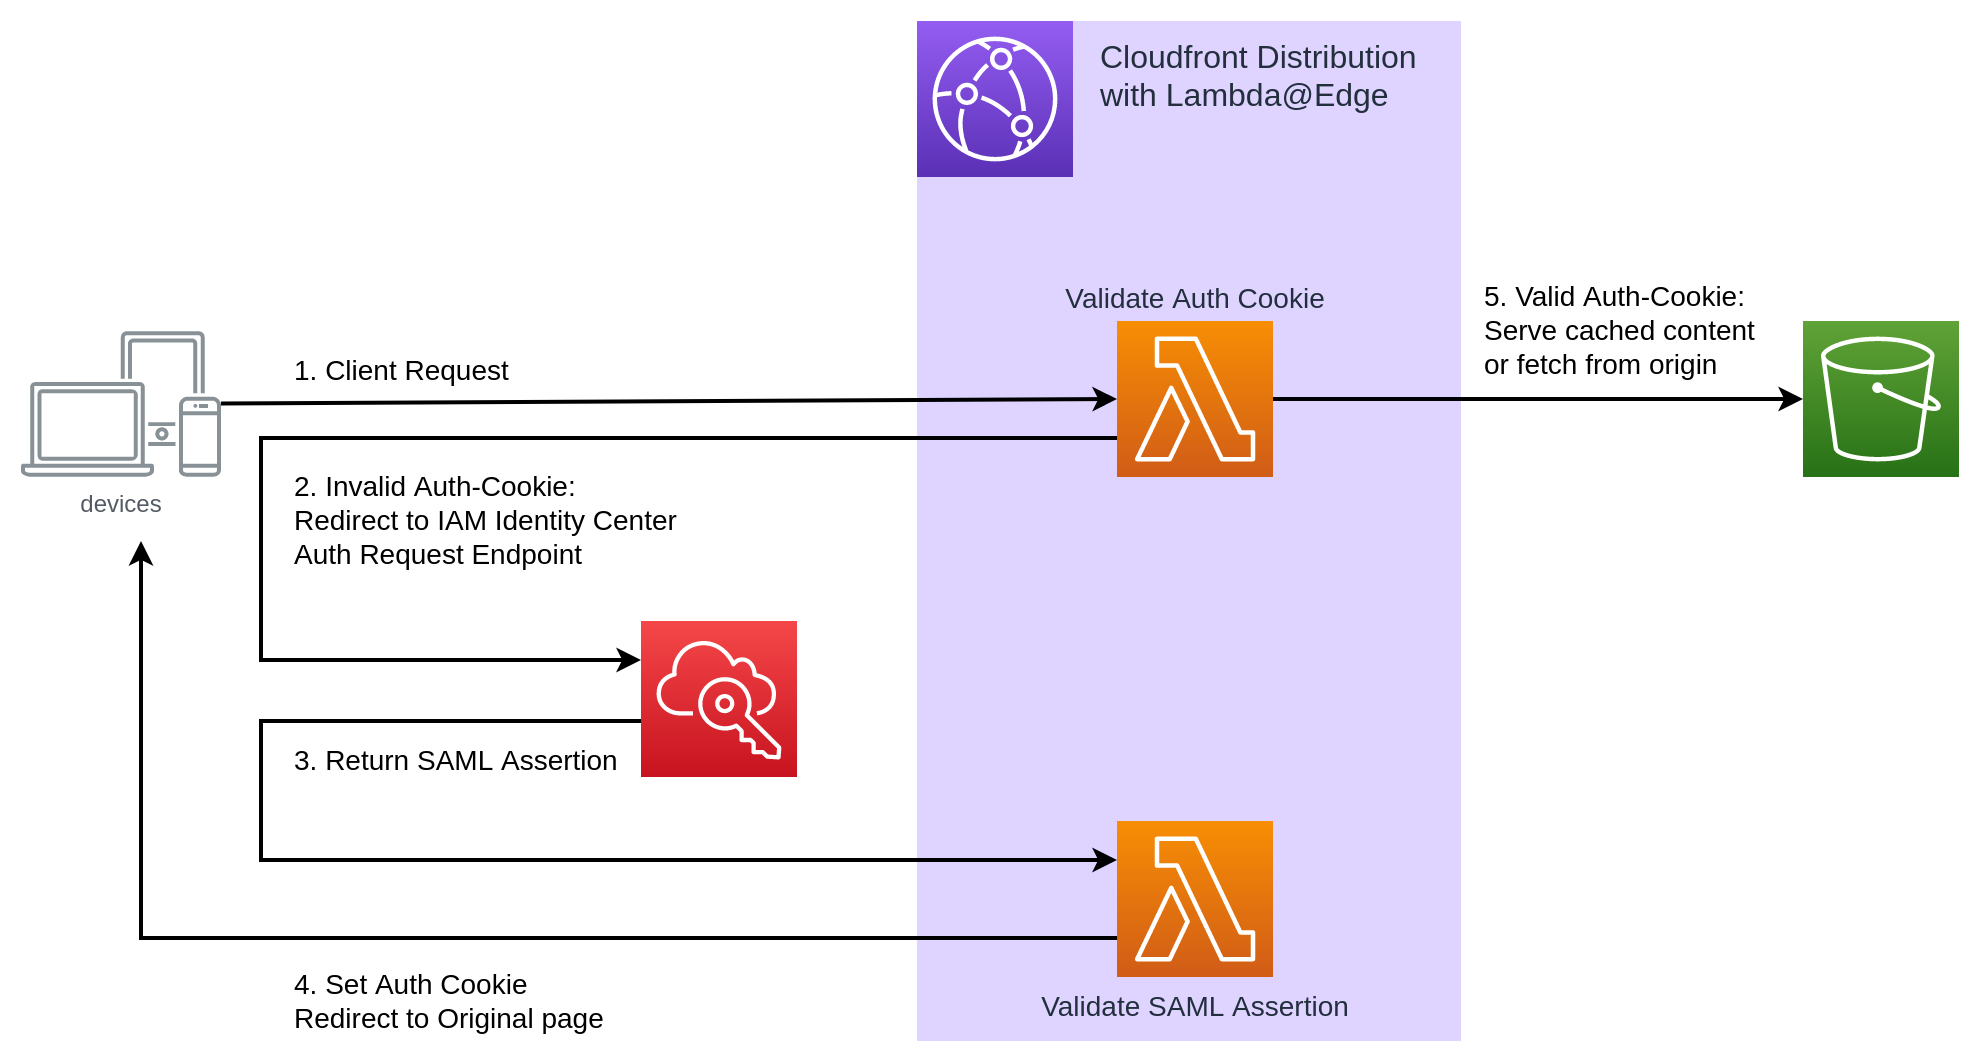 Cloudfront Distribution
with Lambda@Edge
Validate Auth Cookie
5. Valid Auth-Cookie:
Serve cached content
or fetch from origin
1. Client Request
devices
2. Invalid Auth-Cookie:
Redirect to IAM Identity Center
Auth Request Endpoint
3. Return SAML Assertion
4. Set Auth Cookie
Redirect to Original page
Validate SAML Assertion